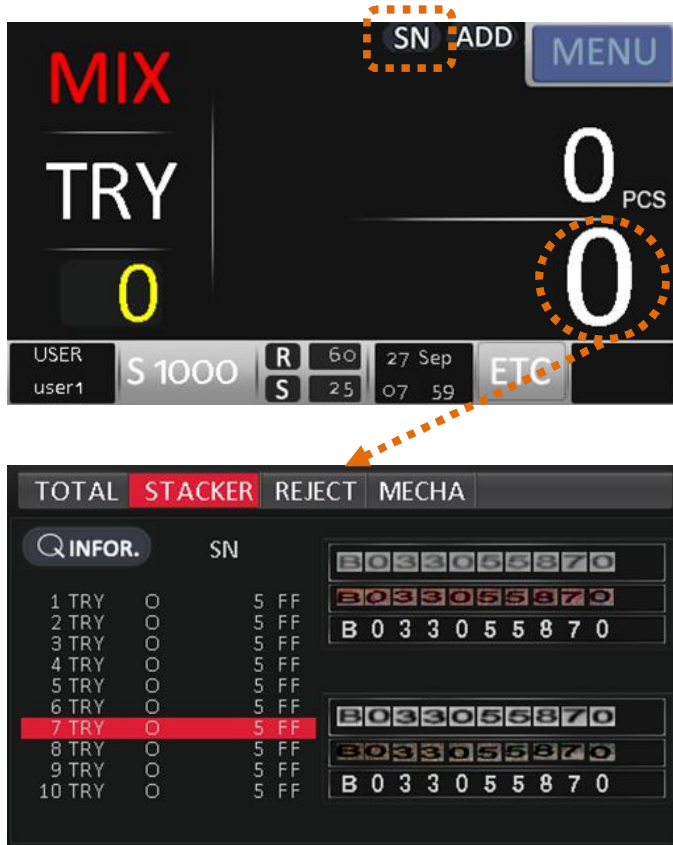 SN ADD MENU
MIX
TRY
0
0 PCS
0
USER
user1
S 1000
R 60
S 25
27 Sep
07 59
ETC
TOTAL STACKER REJECT MECHA
INFOR. SN
1 TRY O 5 FF
2 TRY O 5 FF
3 TRY O 5 FF
4 TRY O 5 FF
5 TRY O 5 FF
6 TRY O 5 FF
7 TRY O 5 FF
8 TRY O 5 FF
9 TRY O 5 FF
10 TRY O 5 FF
B033055870
B033055870
B 0 3 3 0 5 5 8 7 0
B033055870
B033055870
B 0 3 3 0 5 5 8 7 0